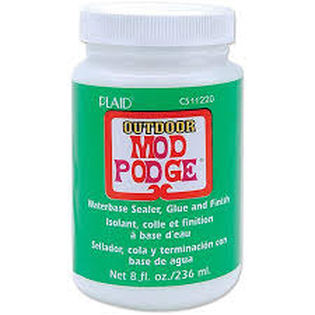 PLAID® CS11220
OUTDOOR
MOD
PODGE®
Waterbase Sealer, Glue and Finish
Isolant, colle et finition
à base d'eau
Sellador, cola y terminación con
base de agua
Net 8 fl. oz./236 ml.